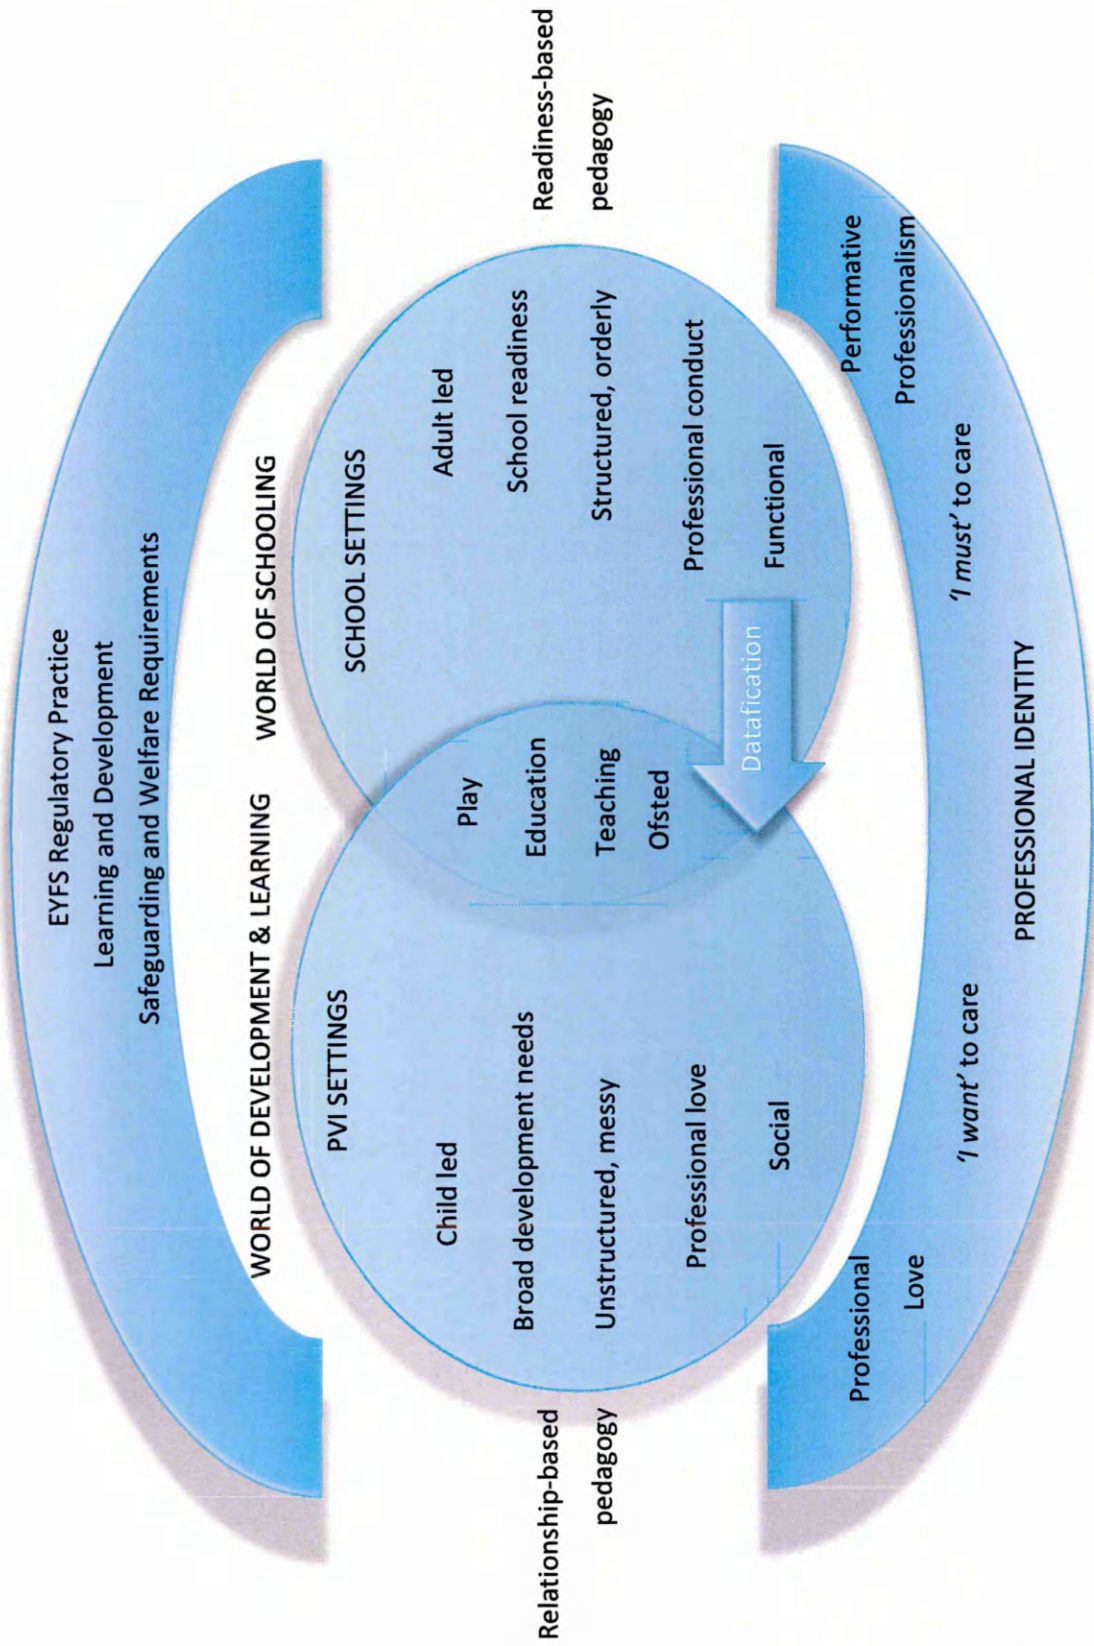 EYFS Regulatory Practice
Learning and Development
Safeguarding and Welfare Requirements
WORLD OF DEVELOPMENT & LEARNING
WORLD OF SCHOOLING
PVI SETTINGS
Child led
Broad development needs
Unstructured, messy
Professional love
Social
Play
Education
Teaching
Ofsted
Datafication
SCHOOL SETTINGS
Adult led
School readiness
Structured, orderly
Professional conduct
Functional
Relationship-based
pedagogy
Readiness-based
pedagogy
Professional
Love
'I want' to care
PROFESSIONAL IDENTITY
'I must' to care
Performative
Professionalism